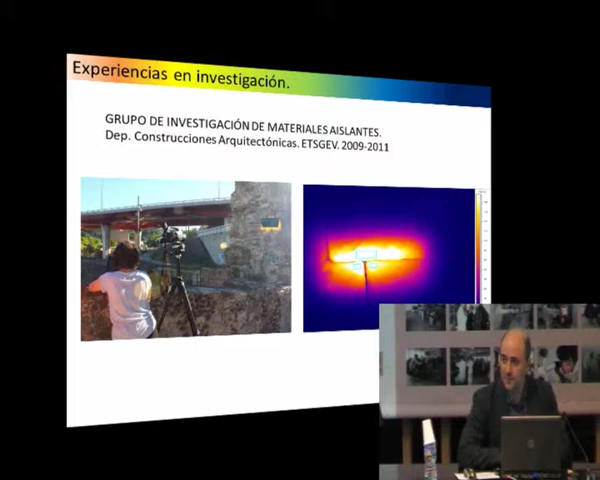 Experiencias en investigación.
GRUPO DE INVESTIGACIÓN DE MATERIALES AISLANTES.
Dep. Construcciones Arquitectónicas. ETSGEV. 2009-2011